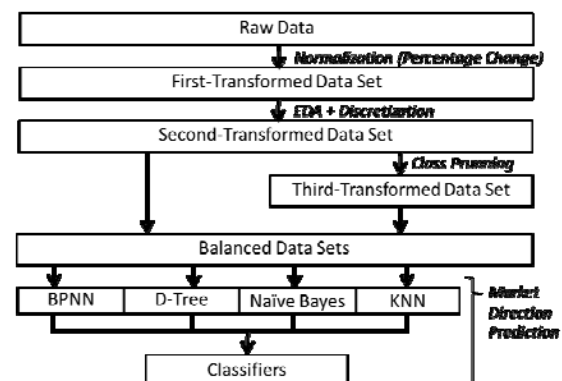 Raw Data
Normalization (Percentage Change)
First-Transformed Data Set
EDA + Discretization
Second-Transformed Data Set
Class Prunning
Third-Transformed Data Set
Balanced Data Sets
BPNN D-Tree Naïve Bayes KNN
Market
Direction
Prediction
Classifiers